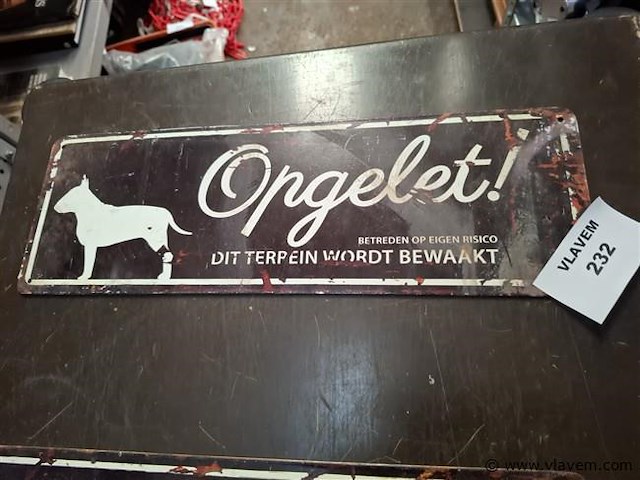 Opgelet!
BETREDEN OP EIGEN RISICO
DIT TERREIN WORDT BEWAAKT
VLAVEM
232
© www.vlavem.com